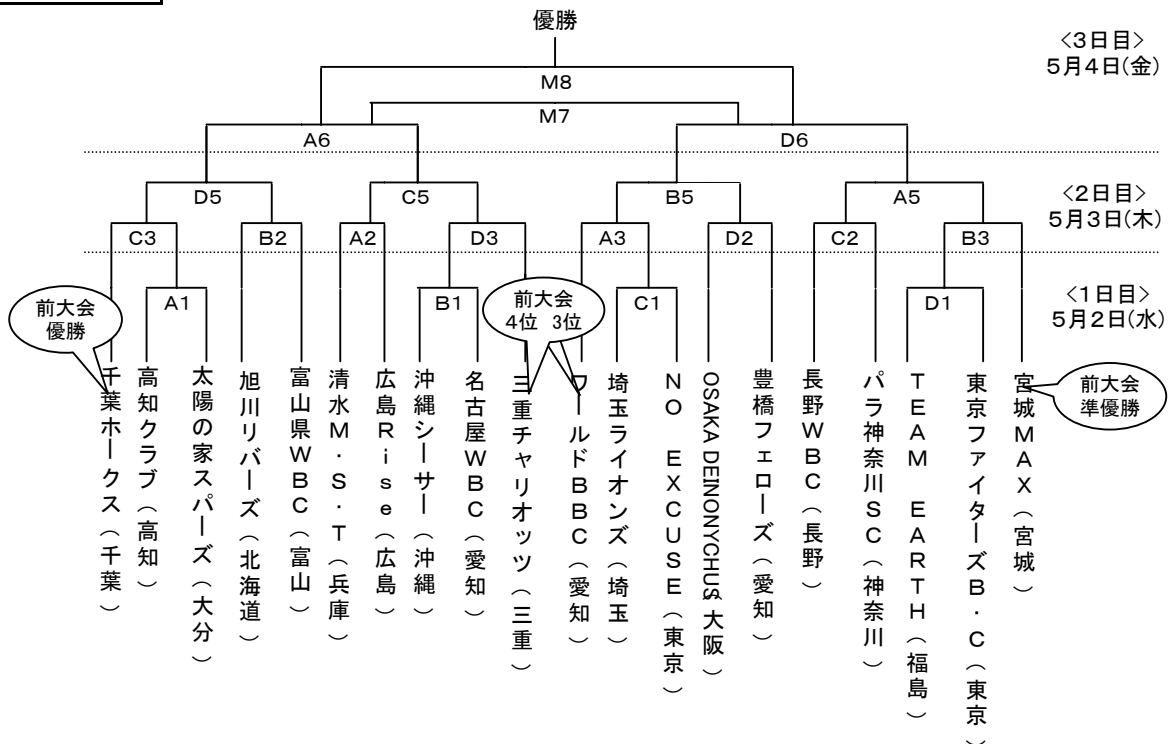 優勝
<3日目>
5月4日(金)
M8
M7
A6
D6
D5
C5
B5
A5
<2日目>
5月3日(木)
C3
B2
A2
D3
A3
D2
C2
B3
前大会
優勝
A1
B1
前大会
4位 3位
C1
D1
<1日目>
5月2日(水)
前大会
準優勝
千葉ホークス(千葉)
高知クラブ(高知)
太陽の家スパーズ(大分)
旭川リバーズ(北海道)
富山県WBC(富山)
清水M・S・T(兵庫)
広島Rise(広島)
沖縄シーサー(沖縄)
名古屋WBC(愛知)
三重チャリオッツ(三重)
ワールドBBC(愛知)
埼玉ライオンズ(埼玉)
NO EXCUSE(東京)
OSAKA DEINONYCHUS(大阪)
豊橋フェローズ(愛知)
長野WBC(長野)
パラ神奈川SC(神奈川)
TEAM EARTH(福島)
東京ファイターズB・C(東京)
宮城MAX(宮城)